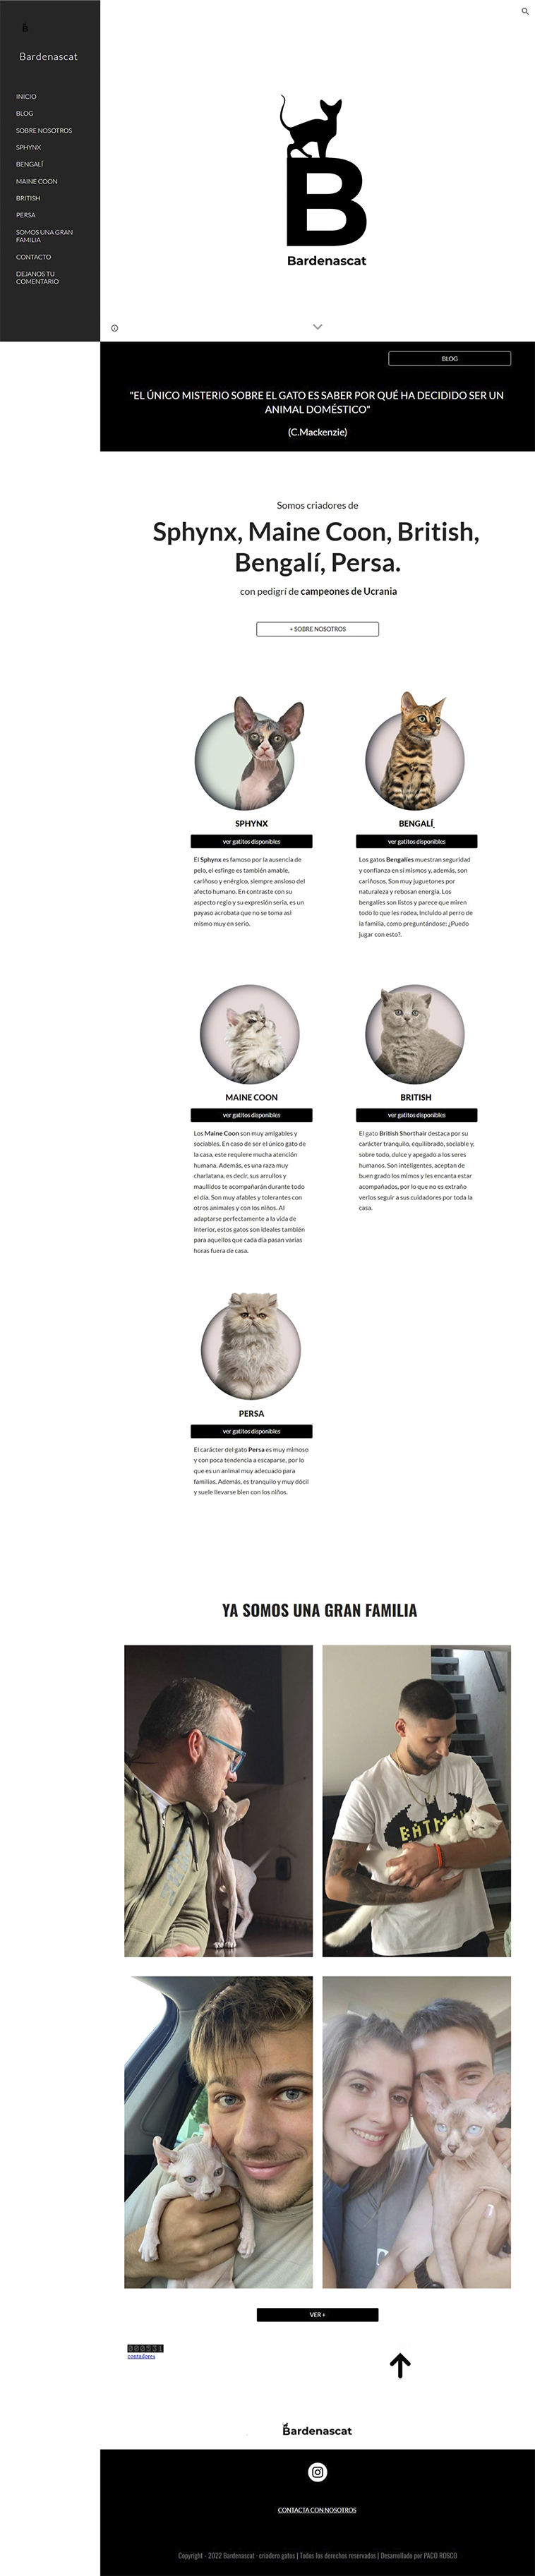 Bardenascat
INICIO
BLOG
SOBRE NOSOTROS
SPHYNX
BENGALÍ
MAINE COON
BRITISH
PERSA
SOMOS UNA GRAN
FAMILIA
CONTACTO
DEJANOS TU
COMENTARIO
B
Bardenascat
BLOG
"EL ÚNICO MISTERIO SOBRE EL GATO ES SABER POR QUÉ HA DECIDIDO SER UN
ANIMAL DOMÉSTICO"
(C.Mackenzie)
Somos criadores de
Sphynx, Maine Coon, British,
Bengalí, Persa.
con pedigrí de campeones de Ucrania
+ SOBRE NOSOTROS
SPHYNX
ver gatitos disponibles
El Sphynx es famoso por la ausencia de
pelo, el esfinge es también amable,
cariñoso y enérgico, siempre ansioso del
afecto humano. En contraste con su
aspecto regio y su expresión seria, es un
payaso acrobata que no se toma asi
mismo muy en serio.
BENGALÍ
ver gatitos disponibles
Los gatos Bengalíes muestran seguridad
y confianza en sí mismos y, además, son
cariñosos. Son muy juguetones por
naturaleza y rebosan energía. Los
bengalíes son listos y parece que miren
todo lo que les rodea, incluido al perro de
la familia, como preguntándose: ¿Puedo
jugar con esto?.
MAINE COON
ver gatitos disponibles
Los Maine Coon son muy amigables y
sociables. En caso de ser el único gato de
la casa, este requiere mucha atención
humana. Además, es una raza muy
charlatana, es decir, sus arrullos y
maullidos te acompañarán durante todo
el día. Son muy afables y tolerantes con
otros animales y con los niños. Al
adaptarse perfectamente a la vida de
interior, estos gatos son ideales también
para aquellos que cada día pasan varias
horas fuera de casa.
BRITISH
ver gatitos disponibles
El gato British Shorthair destaca por su
carácter tranquilo, equilibrado, sociable y,
sobre todo, dulce y apegado a los seres
humanos. Son inteligentes, aceptan de
buen grado los mimos y les encanta estar
acompañados, por lo que no es extraño
verlos seguir a sus cuidadores por toda la
casa.
PERSA
ver gatitos disponibles
El carácter del gato Persa es muy mimoso
y con poca tendencia a escaparse, por lo
que es un animal muy adecuado para
familias. Además, es tranquilo y muy dócil
y suele llevarse bien con los niños.
YA SOMOS UNA GRAN FAMILIA
VER +
contadores
Bardenascat
CONTACTA CON NOSOTROS
Copyright - 2022 Bardenascat · criadero gatos | Todos los derechos reservados | Desarrollado por PACO ROSCO